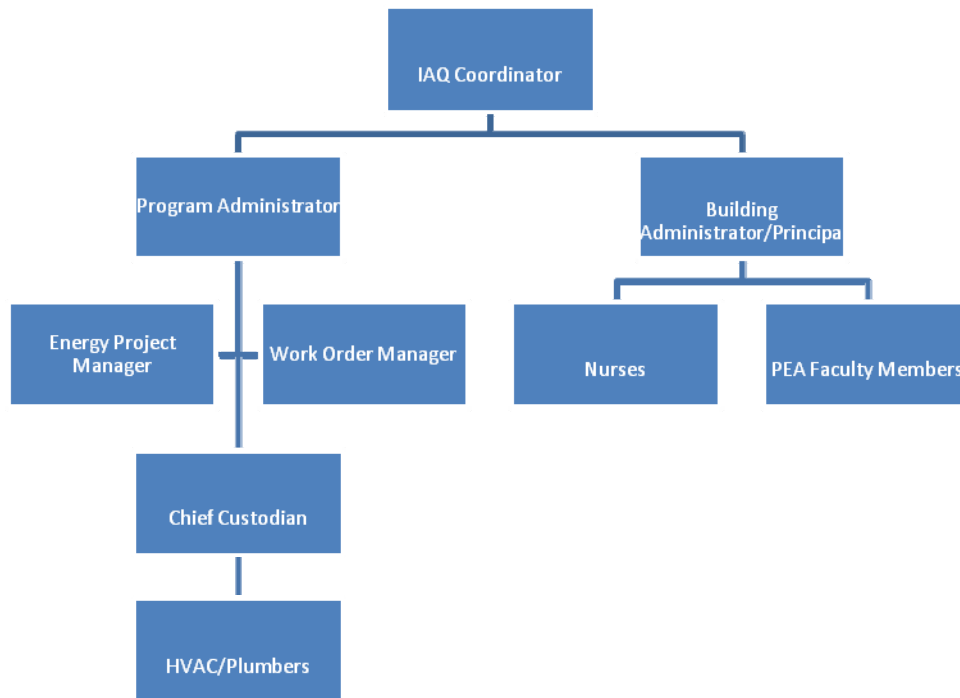 IAQ Coordinator
Program Administrator
Building
Administrator/Principa
Energy Project
Manager
Work Order Manager
Nurses
PEA Faculty Members
Chief Custodian
HVAC/Plumbers